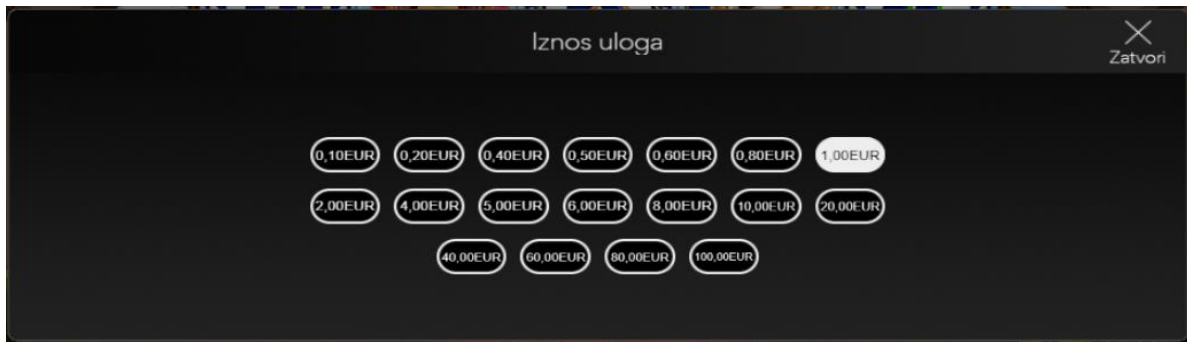 Iznos uloga
Zatvori
0,10EUR 0,20EUR 0,40EUR 0,50EUR 0,60EUR 0,80EUR 1,00EUR
2,00EUR 4,00EUR 5,00EUR 6,00EUR 8,00EUR 10,00EUR 20,00EUR
40,00EUR 60,00EUR 80,00EUR 100,00EUR